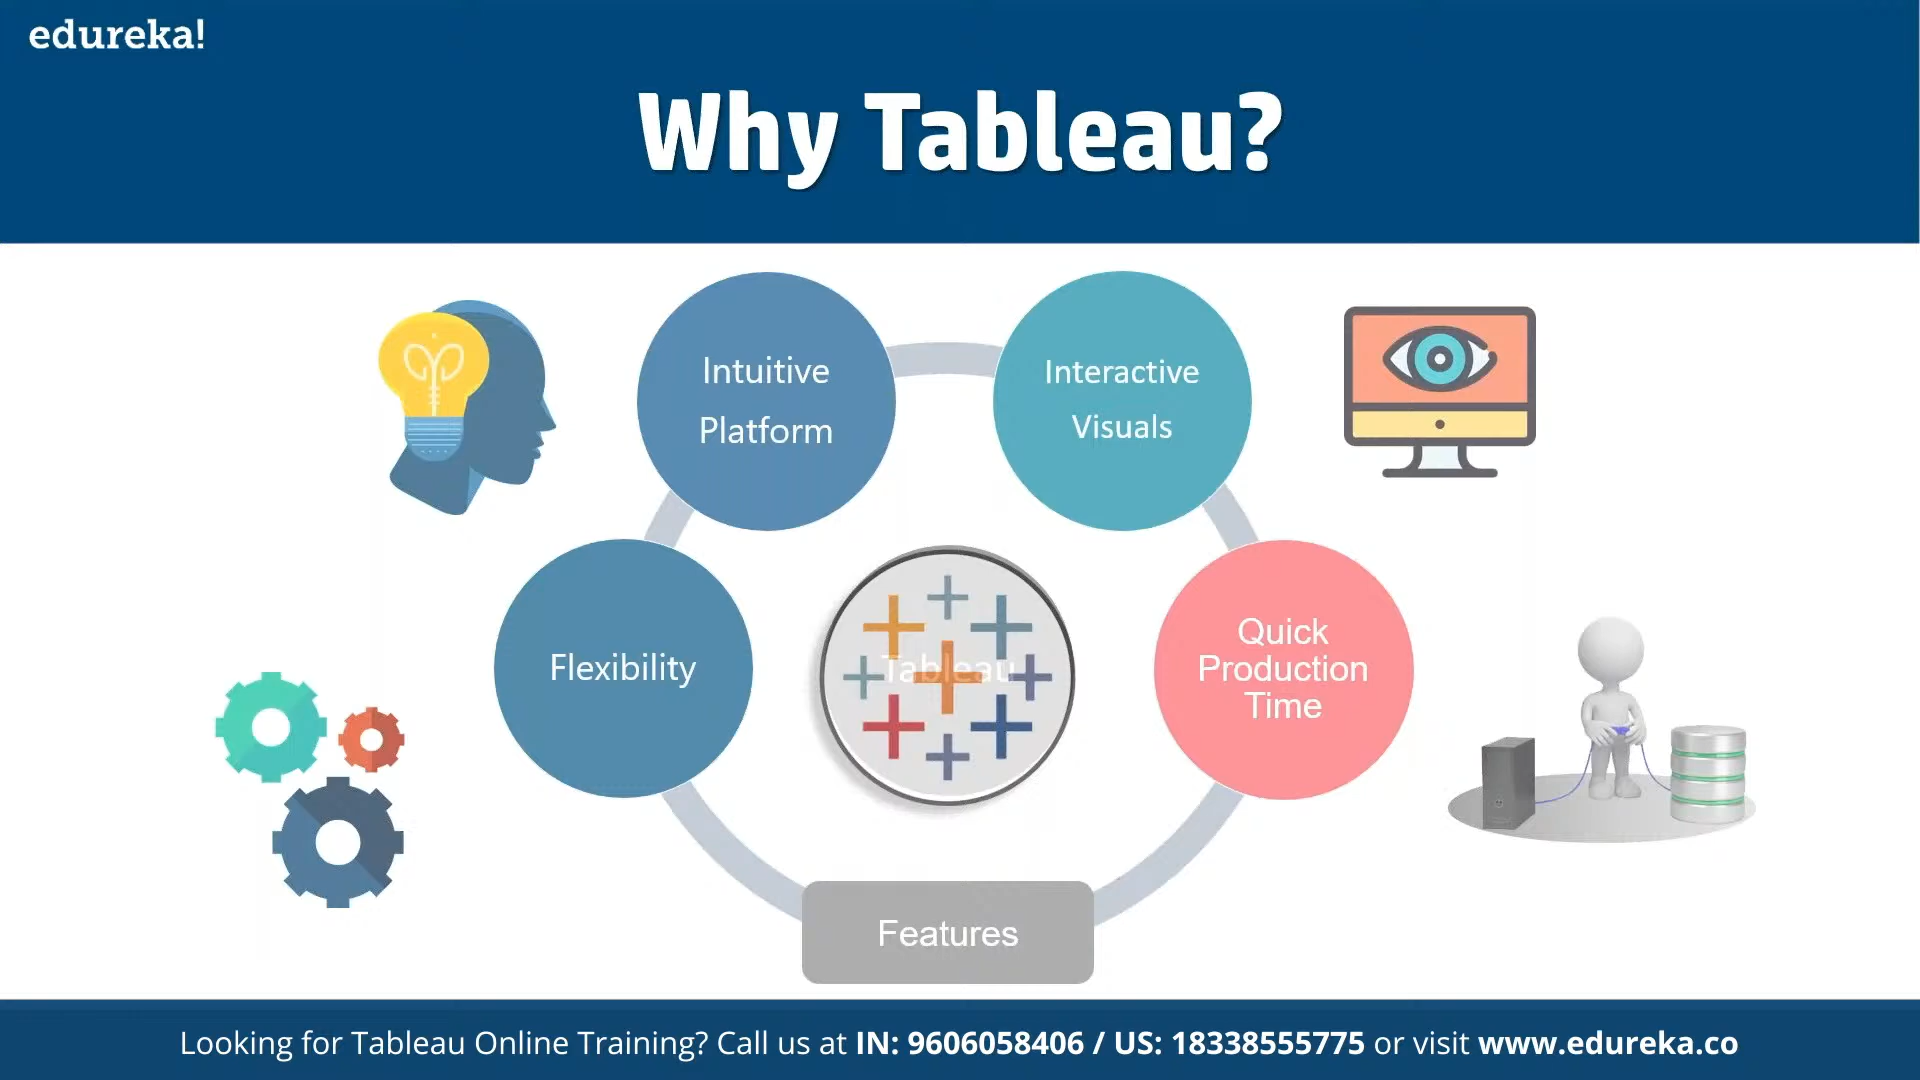 edureka!
Why Tableau?
Intuitive
Platform
Interactive
Visuals
Flexibility
Tableau
Quick
Production
Time
Features
Looking for Tableau Online Training? Call us at IN: 9606058406 / US: 18338555775 or visit www.edureka.co